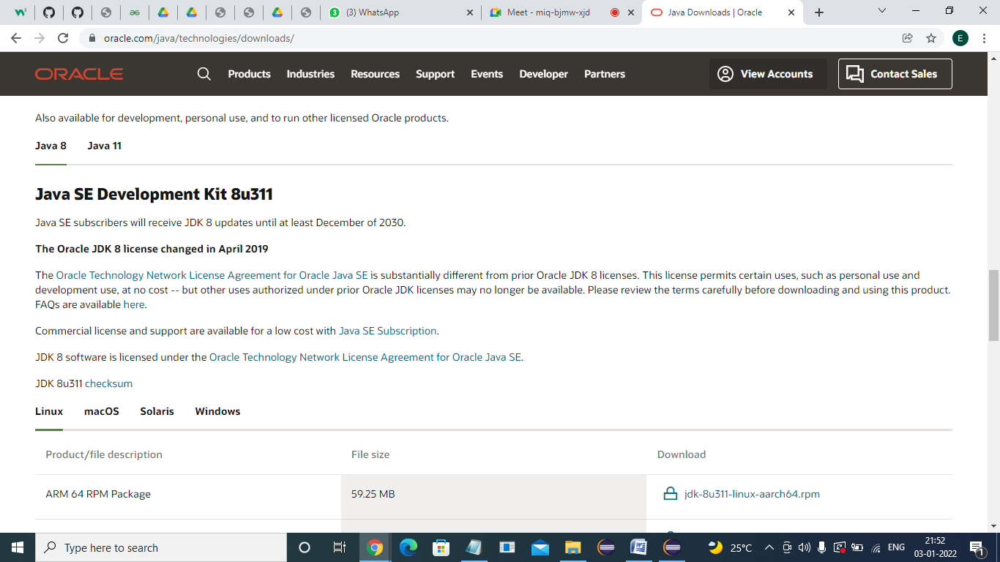 (3) WhatsApp
Meet - miq-bjmw-xjd
Java Downloads | Oracle
oracle.com/java/technologies/downloads/
E
ORACLE
Products Industries Resources Support Events Developer Partners
View Accounts
Contact Sales
Also available for development, personal use, and to run other licensed Oracle products.
Java 8 Java 11
Java SE Development Kit 8u311
Java SE subscribers will receive JDK 8 updates until at least December of 2030.
The Oracle JDK 8 license changed in April 2019
The Oracle Technology Network License Agreement for Oracle Java SE is substantially different from prior Oracle JDK 8 licenses. This license permits certain uses, such as personal use and
development use, at no cost -- but other uses authorized under prior Oracle JDK licenses may no longer be available. Please review the terms carefully before downloading and using this product.
FAQs are available here.
Commercial license and support are available for a low cost with Java SE Subscription.
JDK 8 software is licensed under the Oracle Technology Network License Agreement for Oracle Java SE.
JDK 8u311 checksum
Linux macOS Solaris Windows
Product/file description File size Download
ARM 64 RPM Package 59.25 MB jdk-8u311-linux-aarch64.rpm
Type here to search
25°C
ENG
21:52
03-01-2022
1